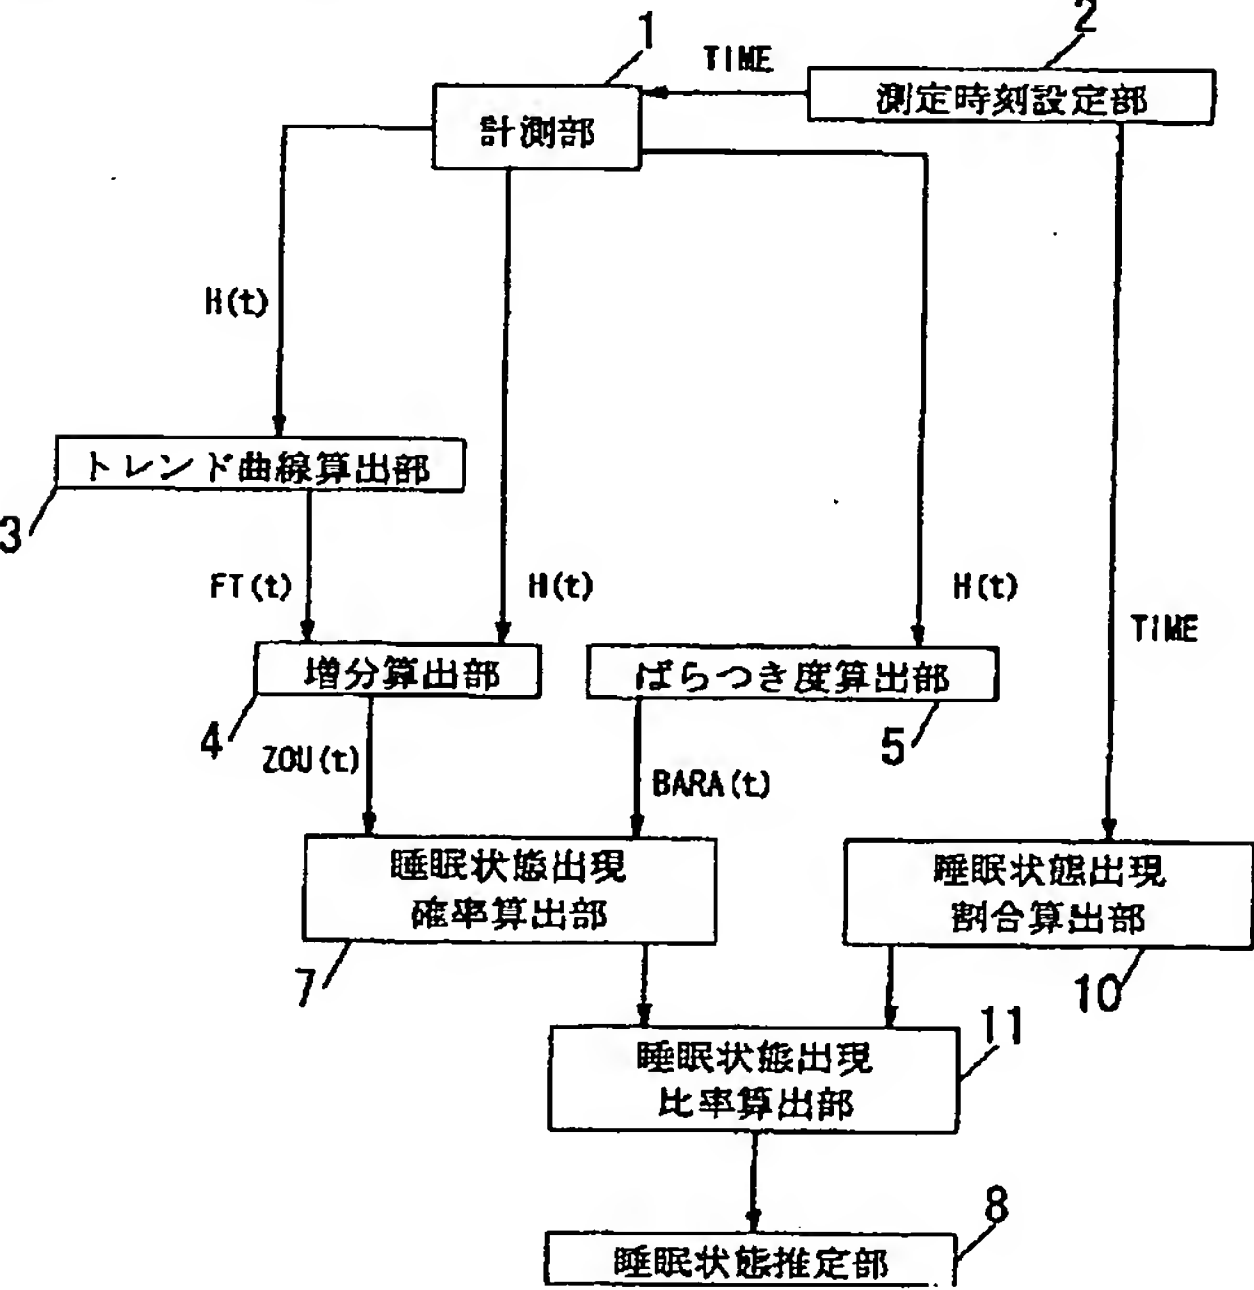 1
2
TIME
測定時刻設定部
計測部
H(t)
トレンド曲線算出部
3
FT(t)
H(t)
H(t)
TIME
増分算出部
ばらつき度算出部
4
5
ZOU(t)
BARA(t)
睡眠状態出現
確率算出部
睡眠状態出現
割合算出部
7
10
11
睡眠状態出現
比率算出部
8
睡眠状態推定部